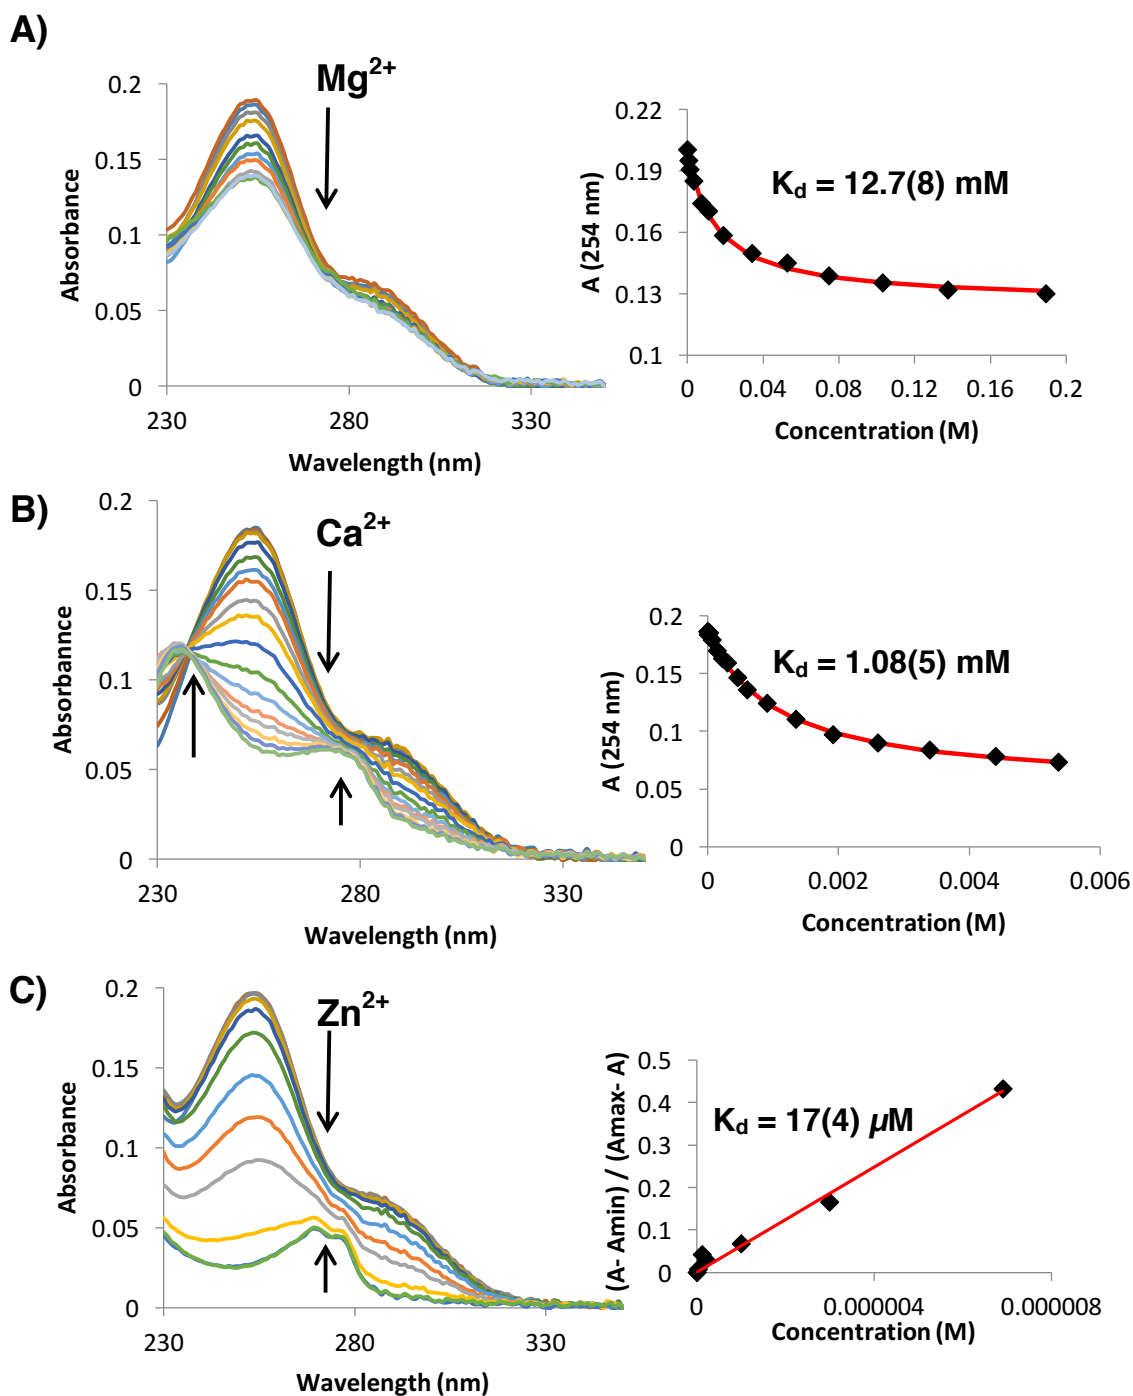 A)
Mg2+
0.2
0.15
0.1
0.05
0
230
280
330
Absorbance
Wavelength (nm)
0.22
0.19
0.16
0.13
0.1
0
0.04
0.08
0.12
0.16
0.2
A (254 nm)
Kd = 12.7(8) mM
Concentration (M)
B)
Ca2+
0.2
0.15
0.1
0.05
0
230
280
330
Absorbannce
Wavelength (nm)
0.2
0.15
0.1
0.05
0
0
0.002
0.004
0.006
A (254 nm)
Kd = 1.08(5) mM
Concentration (M)
C)
Zn2+
0.2
0.15
0.1
0.05
0
230
280
330
Absorbance
Wavelength (nm)
0.5
0.4
0.3
0.2
0.1
0
0
0.000004
0.000008
(A- Amin) / (Amax- A)
Kd = 17(4) µM
Concentration (M)